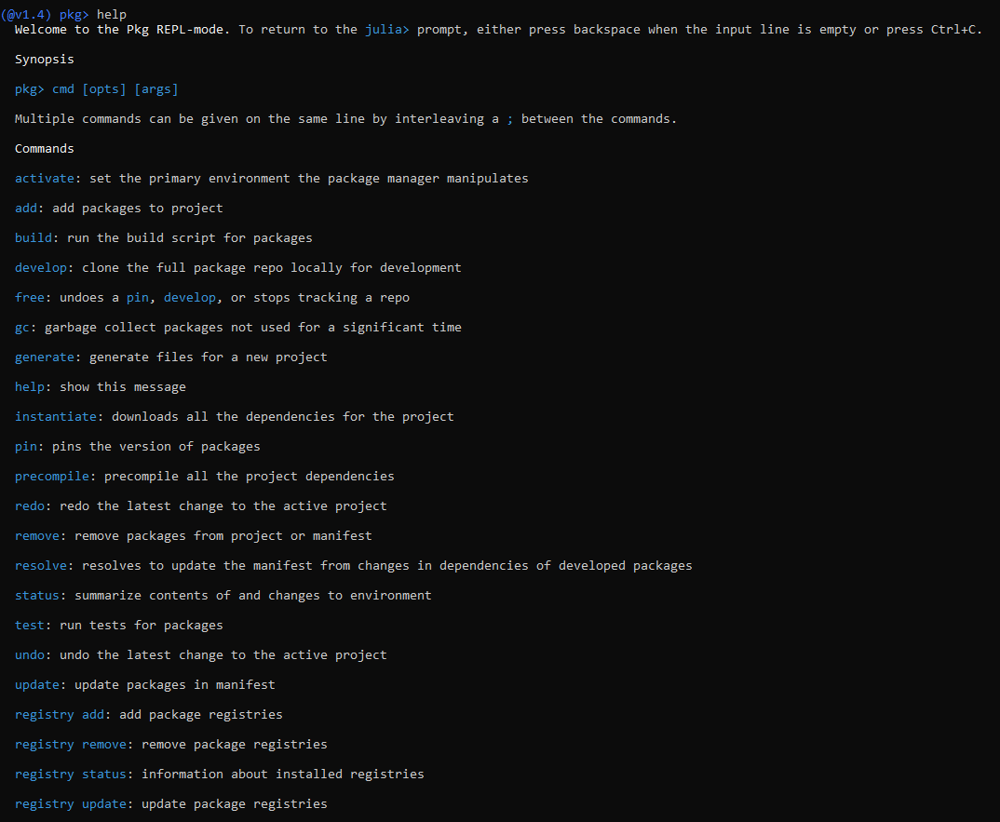 (@v1.4) pkg> help
Welcome to the Pkg REPL-mode. To return to the julia> prompt, either press backspace when the input line is empty or press Ctrl+C.
Synopsis
pkg> cmd [opts] [args]
Multiple commands can be given on the same line by interleaving a ; between the commands.
Commands
activate: set the primary environment the package manager manipulates
add: add packages to project
build: run the build script for packages
develop: clone the full package repo locally for development
free: undoes a pin, develop, or stops tracking a repo
gc: garbage collect packages not used for a significant time
generate: generate files for a new project
help: show this message
instantiate: downloads all the dependencies for the project
pin: pins the version of packages
precompile: precompile all the project dependencies
redo: redo the latest change to the active project
remove: remove packages from project or manifest
resolve: resolves to update the manifest from changes in dependencies of developed packages
status: summarize contents of and changes to environment
test: run tests for packages
undo: undo the latest change to the active project
update: update packages in manifest
registry add: add package registries
registry remove: remove package registries
registry status: information about installed registries
registry update: update package registries